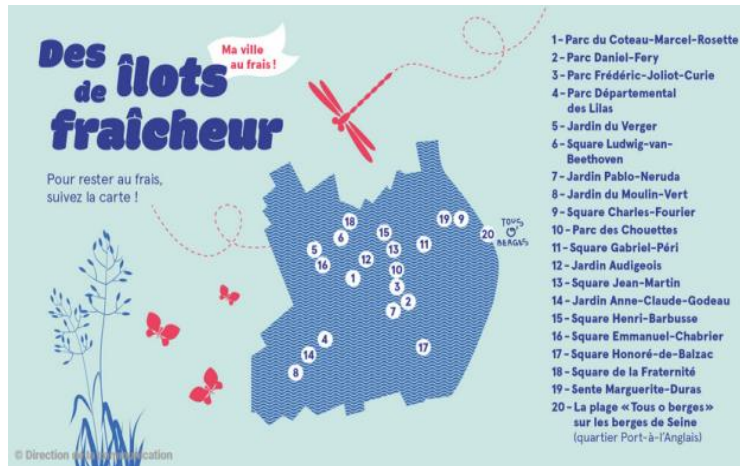 Des
de îlots
fraîcheur
Ma ville
au frais !
Pour rester au frais,
suivez la carte !
18
6
5
16
15
13
12
10
1
3
2
7
11
19
9
20
TOUS
O'
BERGES
4
14
8
17
1 - Parc du Coteau-Marcel-Rosette
2 - Parc Daniel-Fery
3 - Parc Frédéric-Joliot-Curie
4 - Parc Départemental
des Lilas
5 - Jardin du Verger
6 - Square Ludwig-van-
Beethoven
7 - Jardin Pablo-Neruda
8 - Jardin du Moulin-Vert
9 - Square Charles-Fourier
10 - Parc des Chouettes
11 - Square Gabriel-Péri
12 - Jardin Audigeois
13 - Square Jean-Martin
14 - Jardin Anne-Claude-Godeau
15 - Square Henri-Barbusse
16 - Square Emmanuel-Chabrier
17 - Square Honoré-de-Balzac
18 - Square de la Fraternité
19 - Sente Marguerite-Duras
20 - La plage « Tous o berges »
sur les berges de Seine
(quartier Port-à-l'Anglais)
© Direction de la communication